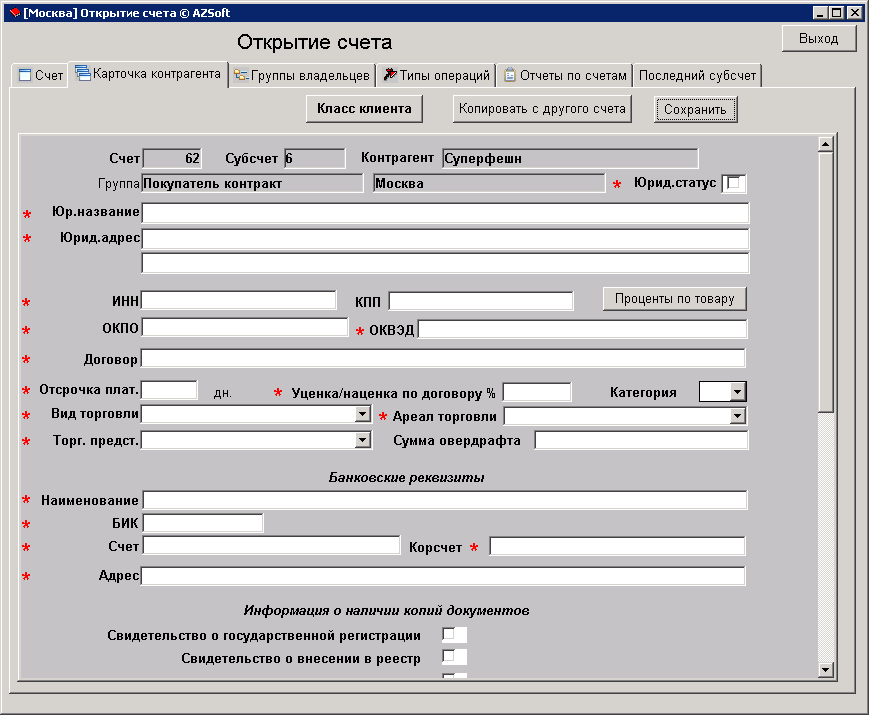 [Москва] Открытие счета © AZSoft
Открытие счета
Выход
Счет Карточка контрагента Группы владельцев Типы операций Отчеты по счетам Последний субсчет
Класс клиента Копировать с другого счета Сохранить
Счет 62 Субсчет 6 Контрагент Суперфешн
Группа Покупатель контракт Москва * Юрид.статус
* Юр.название
* Юрид.адрес
* ИНН КПП Проценты по товару
* ОКПО * ОКВЭД
* Договор
* Отсрочка плат. дн. * Уценка/наценка по договору % Категория
* Вид торговли * Ареал торговли
* Торг. предст. Сумма овердрафта
Банковские реквизиты
* Наименование
* БИК
* Счет Корсчет *
* Адрес
Информация о наличии копий документов
Свидетельство о государственной регистрации
Свидетельство о внесении в реестр